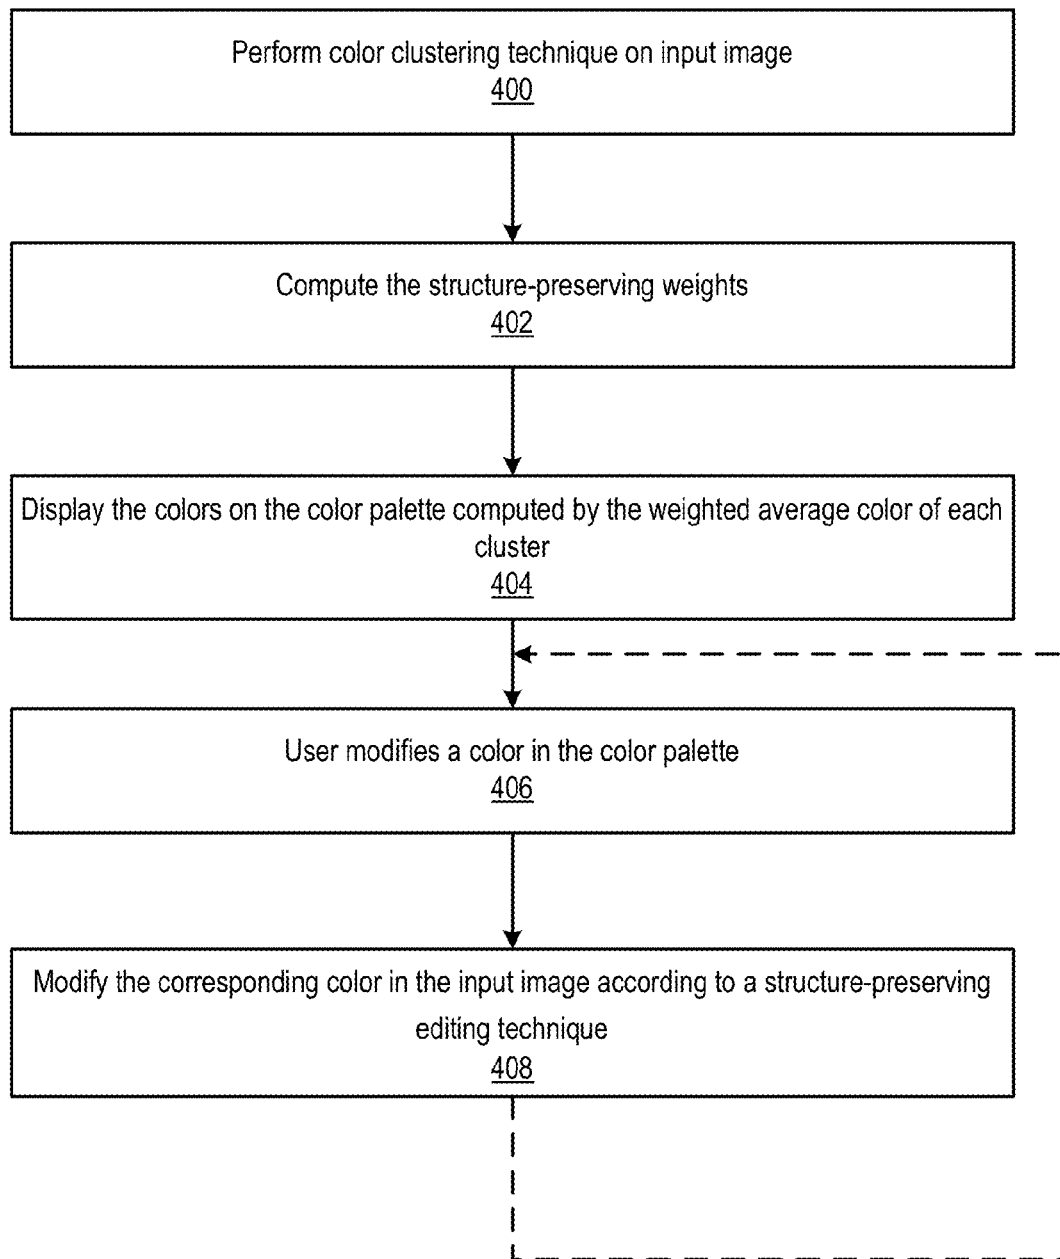 Perform color clustering technique on input image
400
Compute the structure-preserving weights
402
Display the colors on the color palette computed by the weighted average color of each
cluster
404
User modifies a color in the color palette
406
Modify the corresponding color in the input image according to a structure-preserving
editing technique
408